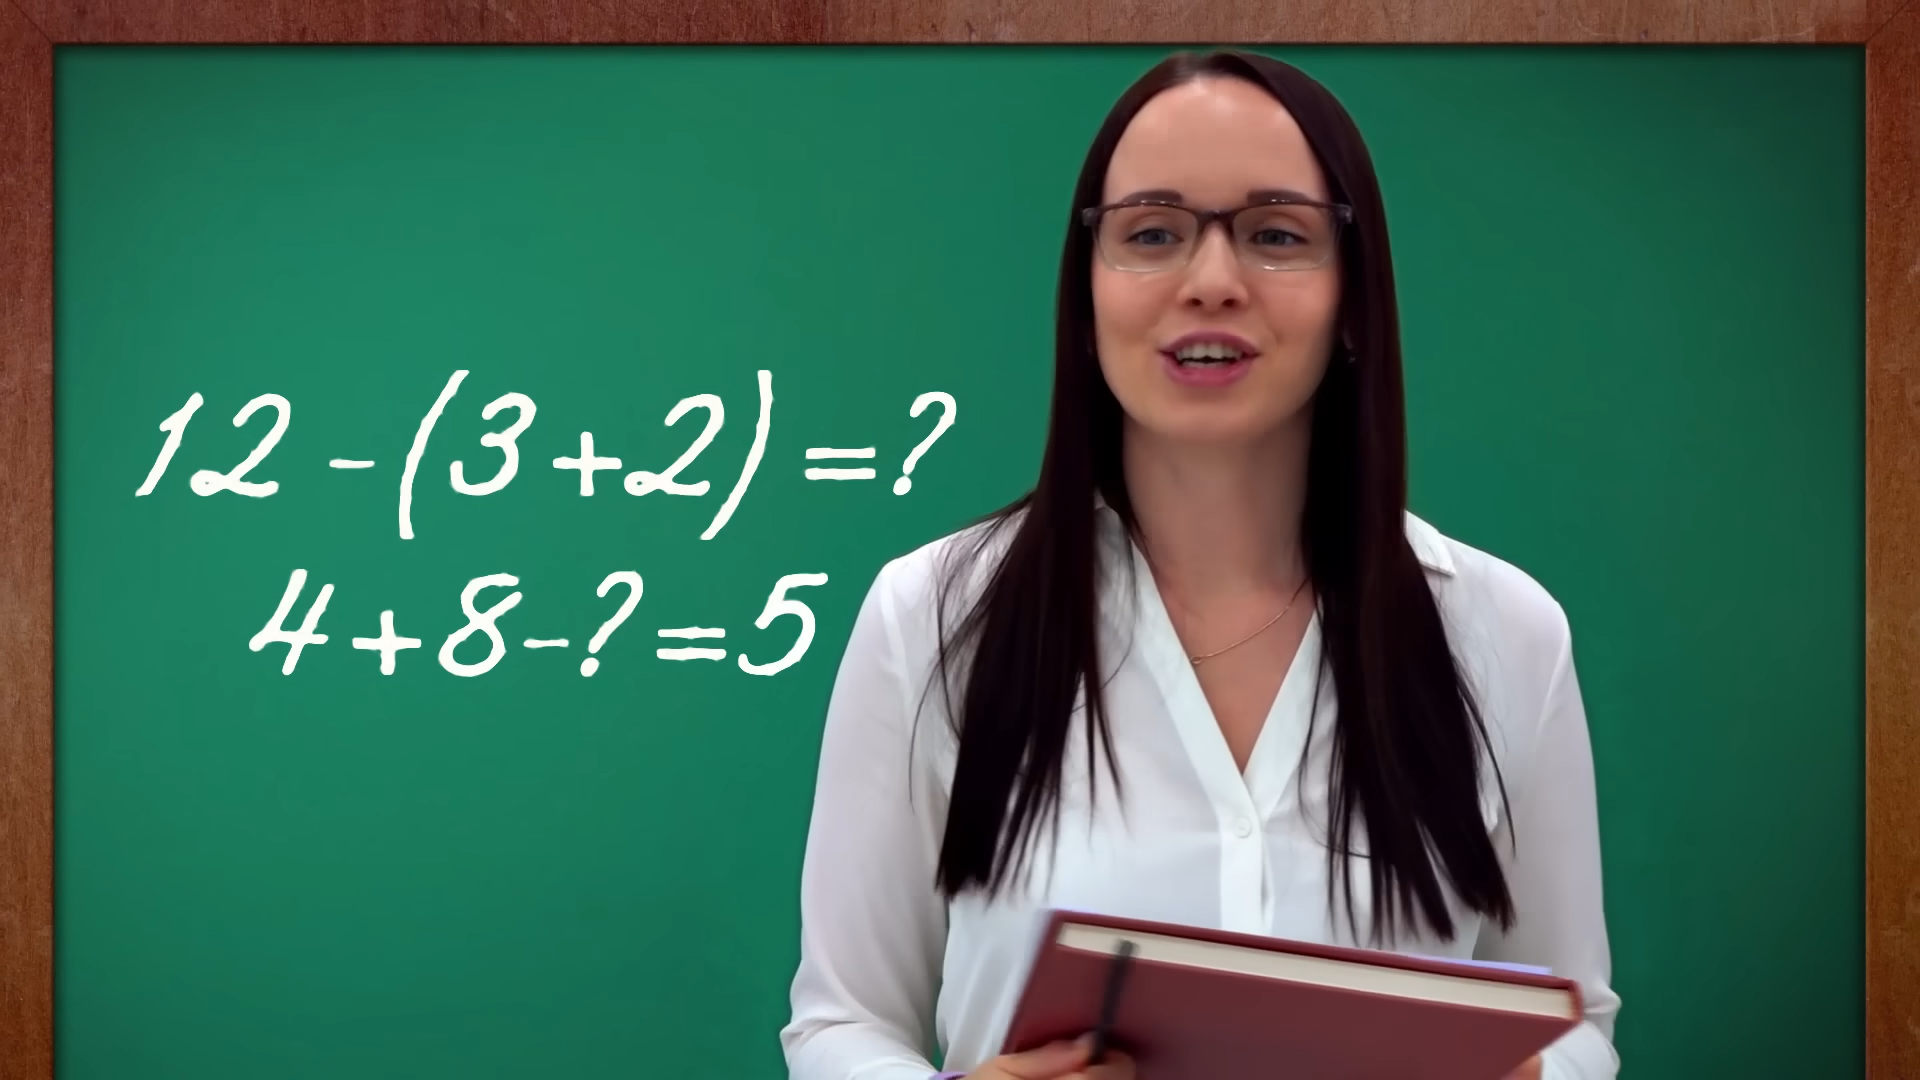 12 - (3 + 2) = ?
4 + 8 - ? = 5